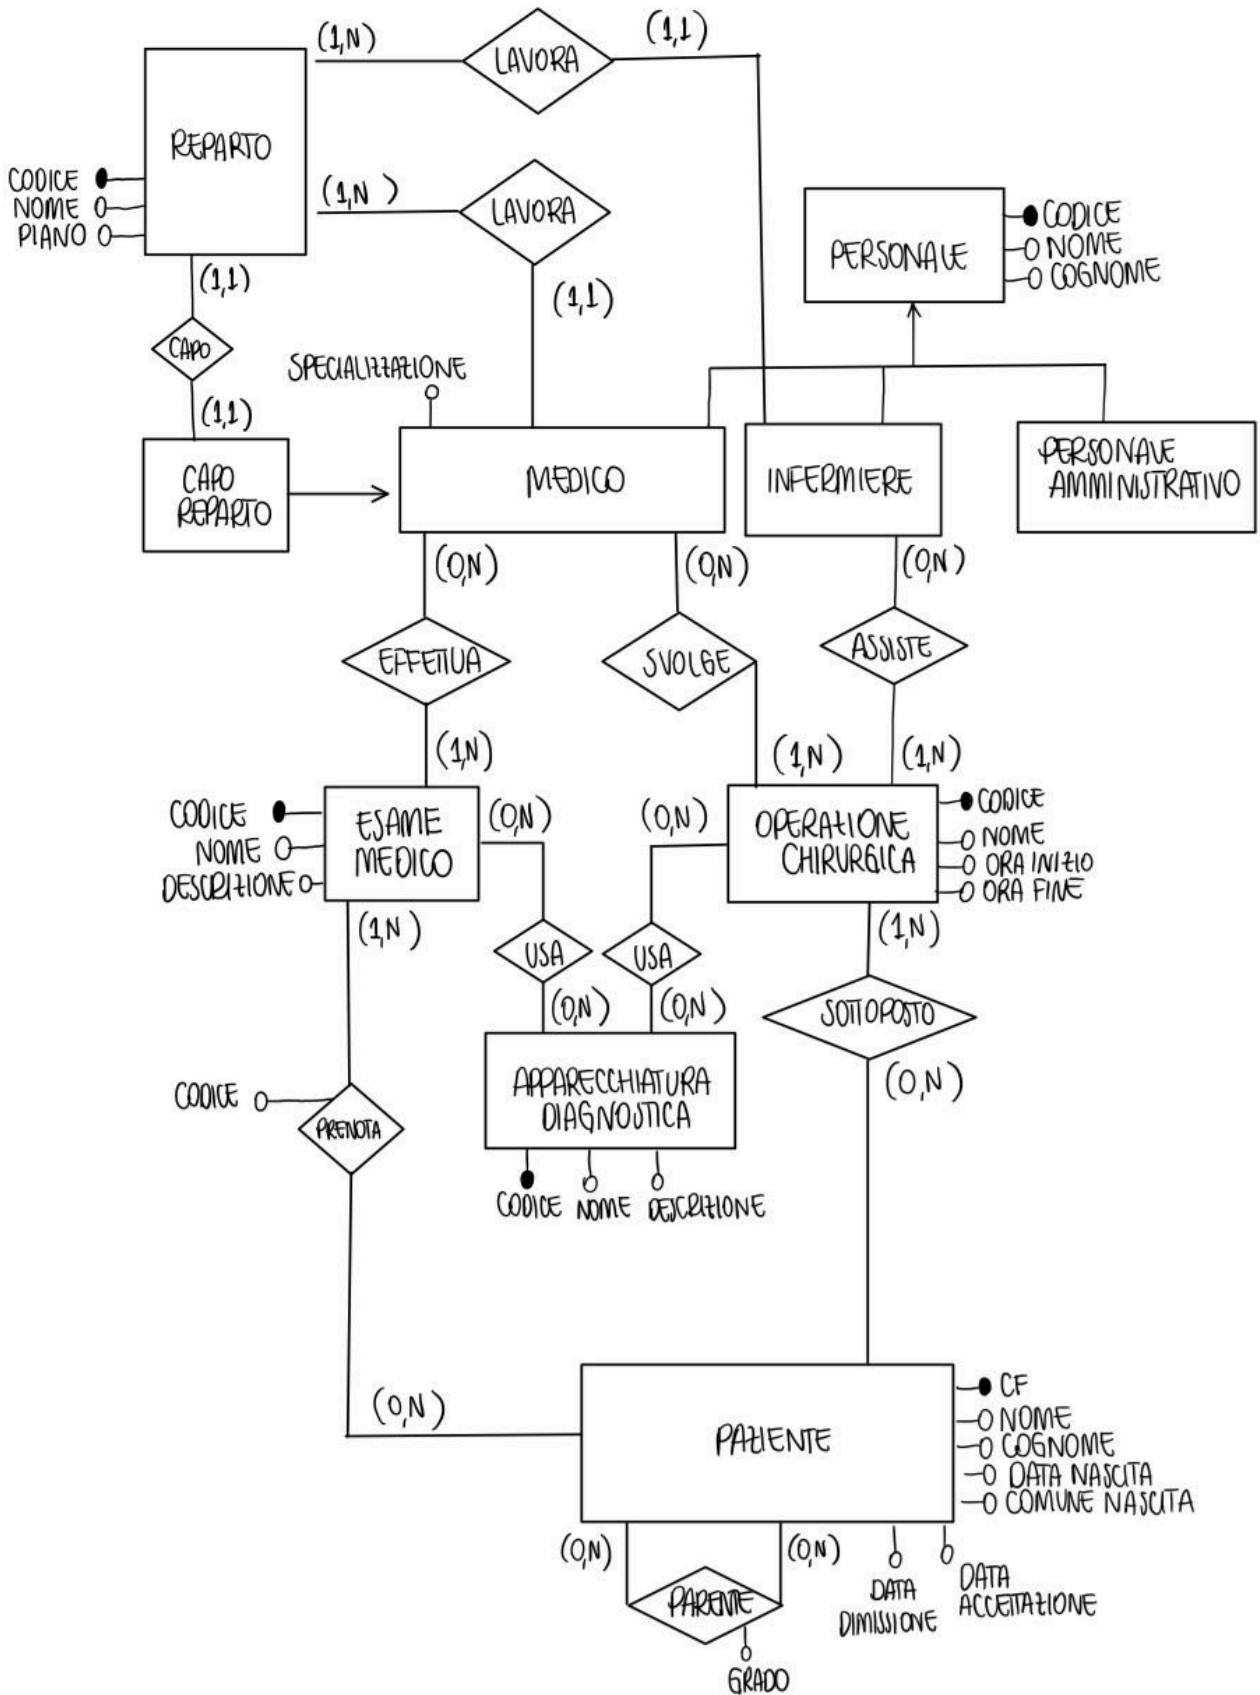 (1,N)
LAVORA
(1,1)
REPARTO
CODICE
NOME
PIANO
(1,N)
LAVORA
(1,1)
PERSONALE
CODICE
NOME
COGNOME
(1,1)
CAPO
(1,1)
SPECIALIZZAZIONE
CAPO
REPARTO
MEDICO
INFERMIERE
PERSONALE
AMMINISTRATIVO
(0,N)
(0,N)
(0,N)
EFFETTUA
SVOLGE
ASSISTE
(1,N)
(1,N)
(1,N)
CODICE
NOME
DESCRIZIONE
ESAME
MEDICO
(0,N)
(0,N)
OPERAZIONE
CHIRURGICA
CODICE
NOME
ORA INIZIO
ORA FINE
(1,N)
USA
USA
(1,N)
(0,N)
(0,N)
SOTTOPOSTO
(0,N)
CODICE
PRENOTA
APPARECCHIATURA
DIAGNOSTICA
CODICE
NOME
DESCRIZIONE
(0,N)
PAZIENTE
CF
NOME
COGNOME
DATA NASCITA
COMUNE NASCITA
(0,N)
(0,N)
PARENTE
GRADO
DATA
DIMISSIONE
DATA
ACCETTAZIONE